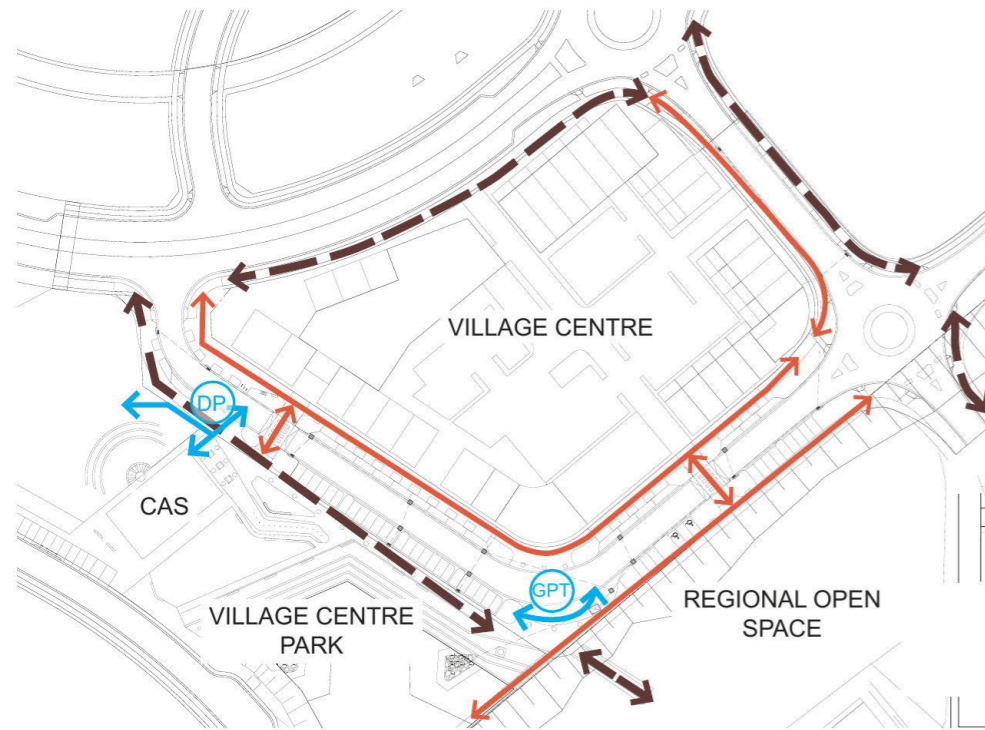 VILLAGE CENTRE
DP
CAS
GPT
VILLAGE CENTRE
PARK
REGIONAL OPEN
SPACE